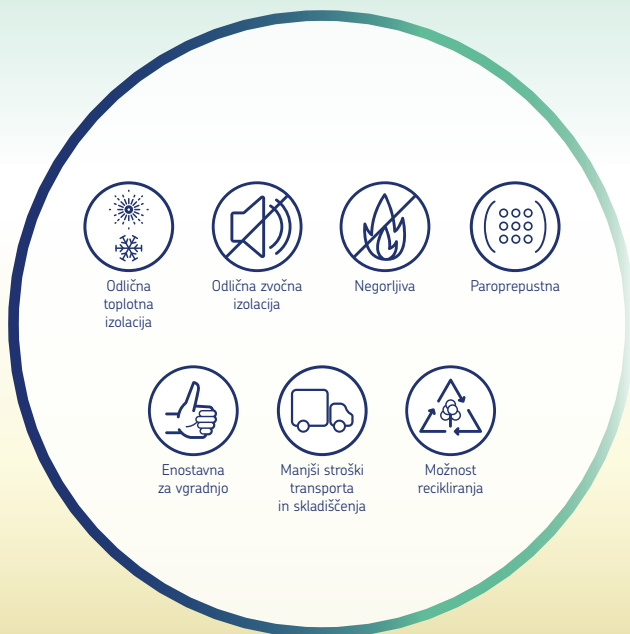 Odlična
toplotna
izolacija
Odlična zvočna
izolacija
Negorljiva
Paroprepustna
Enostavna
za vgradnjo
Manjši stroški
transporta
in skladiščenja
Možnost
recikliranja